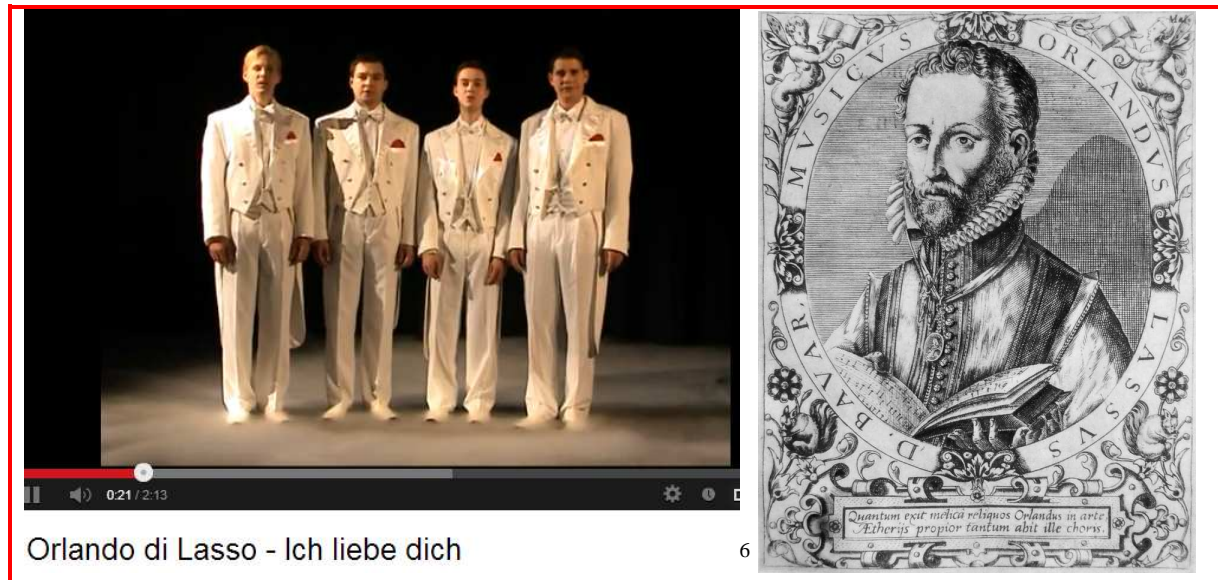 0:21 / 2:13
Orlando di Lasso - Ich liebe dich
6
MVSICVS ORLANDVS LASSVS D. BAVAR.
Quantum exit melica reliquos Orlandus in arte
Ætherijs propior tantum abit ille choris.